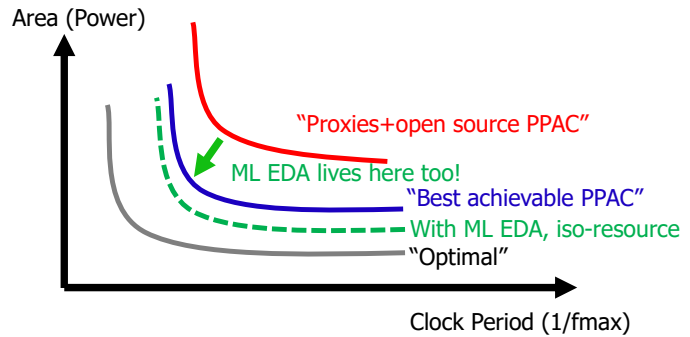 Area (Power)
“Proxies+open source PPAC”
ML EDA lives here too!
“Best achievable PPAC”
With ML EDA, iso-resource
“Optimal”
Clock Period (1/fmax)